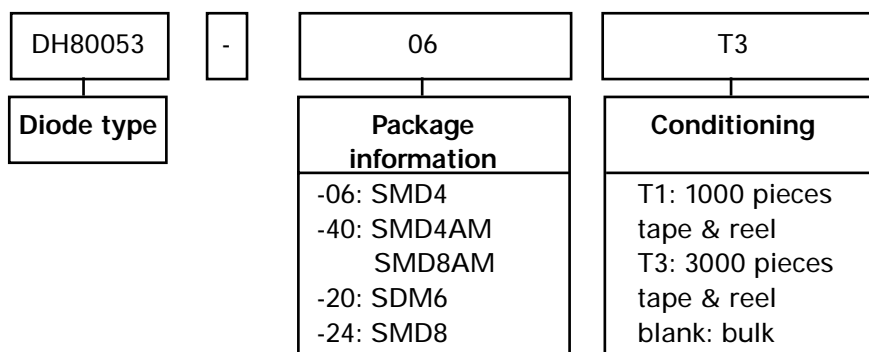 DH80053 - 06 T3
Diode type
Package
information
-06: SMD4
-40: SMD4AM
SMD8AM
-20: SDM6
-24: SMD8
Conditioning
T1: 1000 pieces
tape & reel
T3: 3000 pieces
tape & reel
blank: bulk